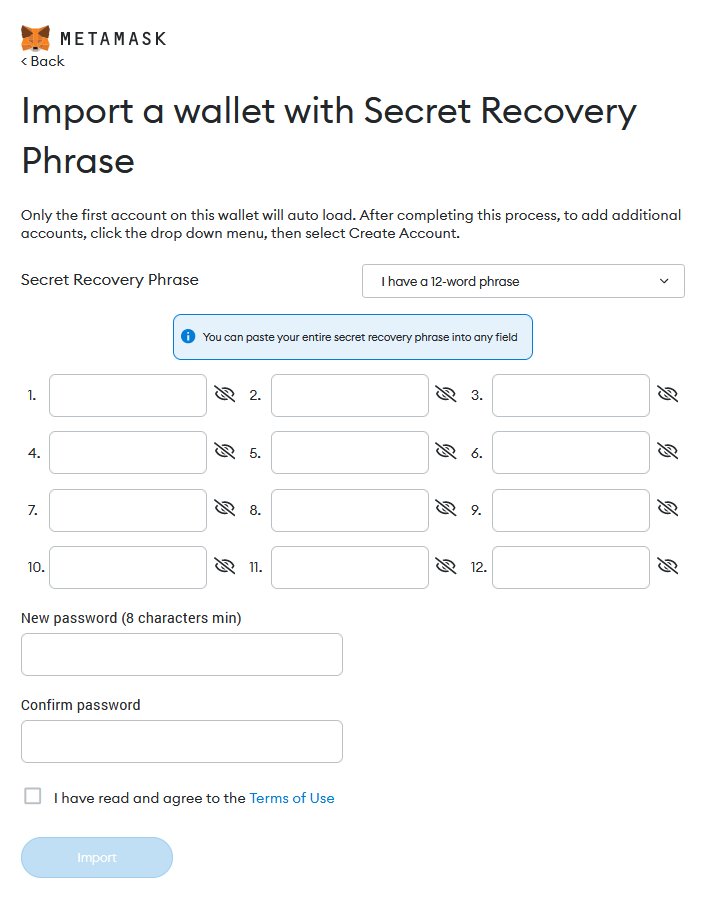 METAMASK
< Back
Import a wallet with Secret Recovery
Phrase
Only the first account on this wallet will auto load. After completing this process, to add additional
accounts, click the drop down menu, then select Create Account.
Secret Recovery Phrase
I have a 12-word phrase
You can paste your entire secret recovery phrase into any field
1. 2. 3.
4. 5. 6.
7. 8. 9.
10. 11. 12.
New password (8 characters min)
Confirm password
I have read and agree to the Terms of Use
Import